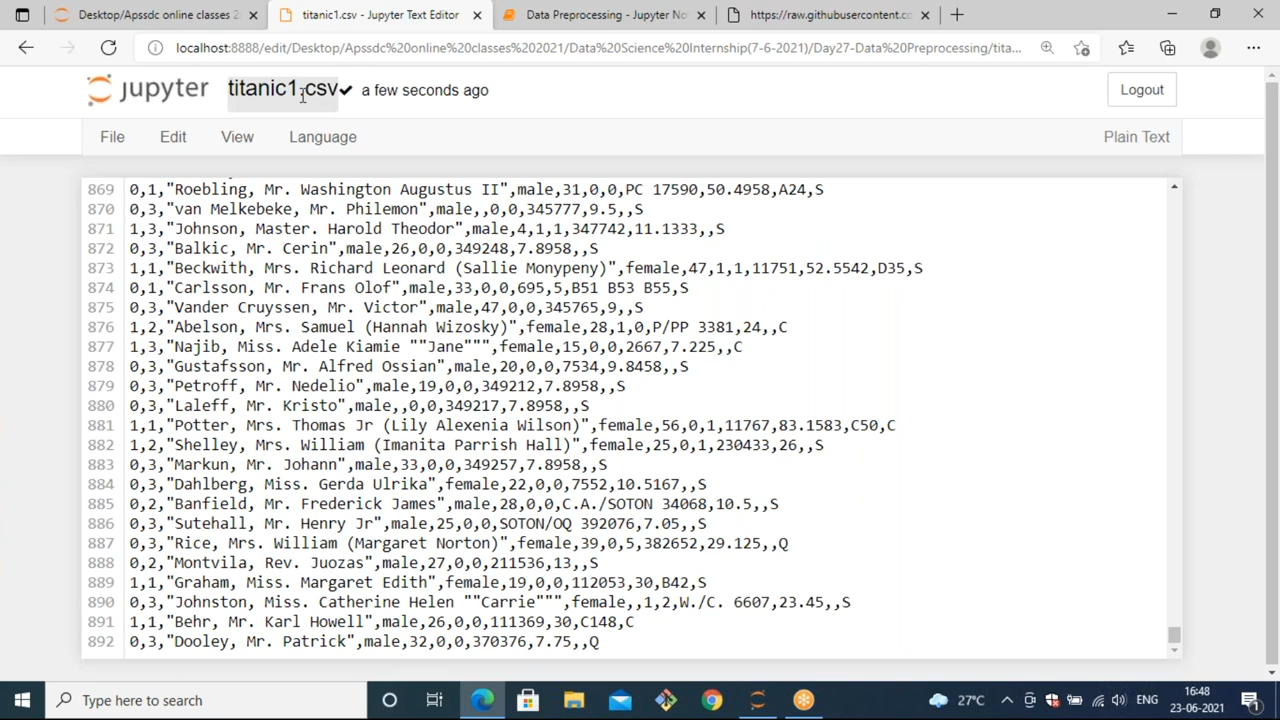 Desktop/Apssdc online classes 2
titanic1.csv - Jupyter Text Editor
Data Preprocessing - Jupyter No
https://raw.githubusercontent.co
localhost:8888/edit/Desktop/Apssdc%20online%20classes%202021/Data%20Science%20Internship(7-6-2021)/Day27-Data%20Preprocessing/tita...
jupyter titanic1.csv a few seconds ago Logout
File Edit View Language Plain Text
869 0,1,"Roebling, Mr. Washington Augustus II",male,31,0,0,PC 17590,50.4958,A24,S
870 0,3,"van Melkebeke, Mr. Philemon",male,,0,0,345777,9.5,,S
871 1,3,"Johnson, Master. Harold Theodor",male,4,1,1,347742,11.1333,,S
872 0,3,"Balkic, Mr. Cerin",male,26,0,0,349248,7.8958,,S
873 1,1,"Beckwith, Mrs. Richard Leonard (Sallie Monypeny)",female,47,1,1,11751,52.5542,D35,S
874 0,1,"Carlsson, Mr. Frans Olof",male,33,0,0,695,5,B51 B53 B55,S
875 0,3,"Vander Cruyssen, Mr. Victor",male,47,0,0,345765,9,,S
876 1,2,"Abelson, Mrs. Samuel (Hannah Wizosky)",female,28,1,0,P/PP 3381,24,,C
877 1,3,"Najib, Miss. Adele Kiamie ""Jane""",female,15,0,0,2667,7.225,,C
878 0,3,"Gustafsson, Mr. Alfred Ossian",male,20,0,0,7534,9.8458,,S
879 0,3,"Petroff, Mr. Nedelio",male,19,0,0,349212,7.8958,,S
880 0,3,"Laleff, Mr. Kristo",male,,0,0,349217,7.8958,,S
881 1,1,"Potter, Mrs. Thomas Jr (Lily Alexenia Wilson)",female,56,0,1,11767,83.1583,C50,C
882 1,2,"Shelley, Mrs. William (Imanita Parrish Hall)",female,25,0,1,230433,26,,S
883 0,3,"Markun, Mr. Johann",male,33,0,0,349257,7.8958,,S
884 0,3,"Dahlberg, Miss. Gerda Ulrika",female,22,0,0,7552,10.5167,,S
885 0,2,"Banfield, Mr. Frederick James",male,28,0,0,C.A./SOTON 34068,10.5,,S
886 0,3,"Sutehall, Mr. Henry Jr",male,25,0,0,SOTON/OQ 392076,7.05,,S
887 0,3,"Rice, Mrs. William (Margaret Norton)",female,39,0,5,382652,29.125,,Q
888 0,2,"Montvila, Rev. Juozas",male,27,0,0,211536,13,,S
889 1,1,"Graham, Miss. Margaret Edith",female,19,0,0,112053,30,B42,S
890 0,3,"Johnston, Miss. Catherine Helen ""Carrie""",female,,1,2,W./C. 6607,23.45,,S
891 1,1,"Behr, Mr. Karl Howell",male,26,0,0,111369,30,C148,C
892 0,3,"Dooley, Mr. Patrick",male,32,0,0,370376,7.75,,Q
Type here to search
27°C
ENG
16:48
23-06-2021
1